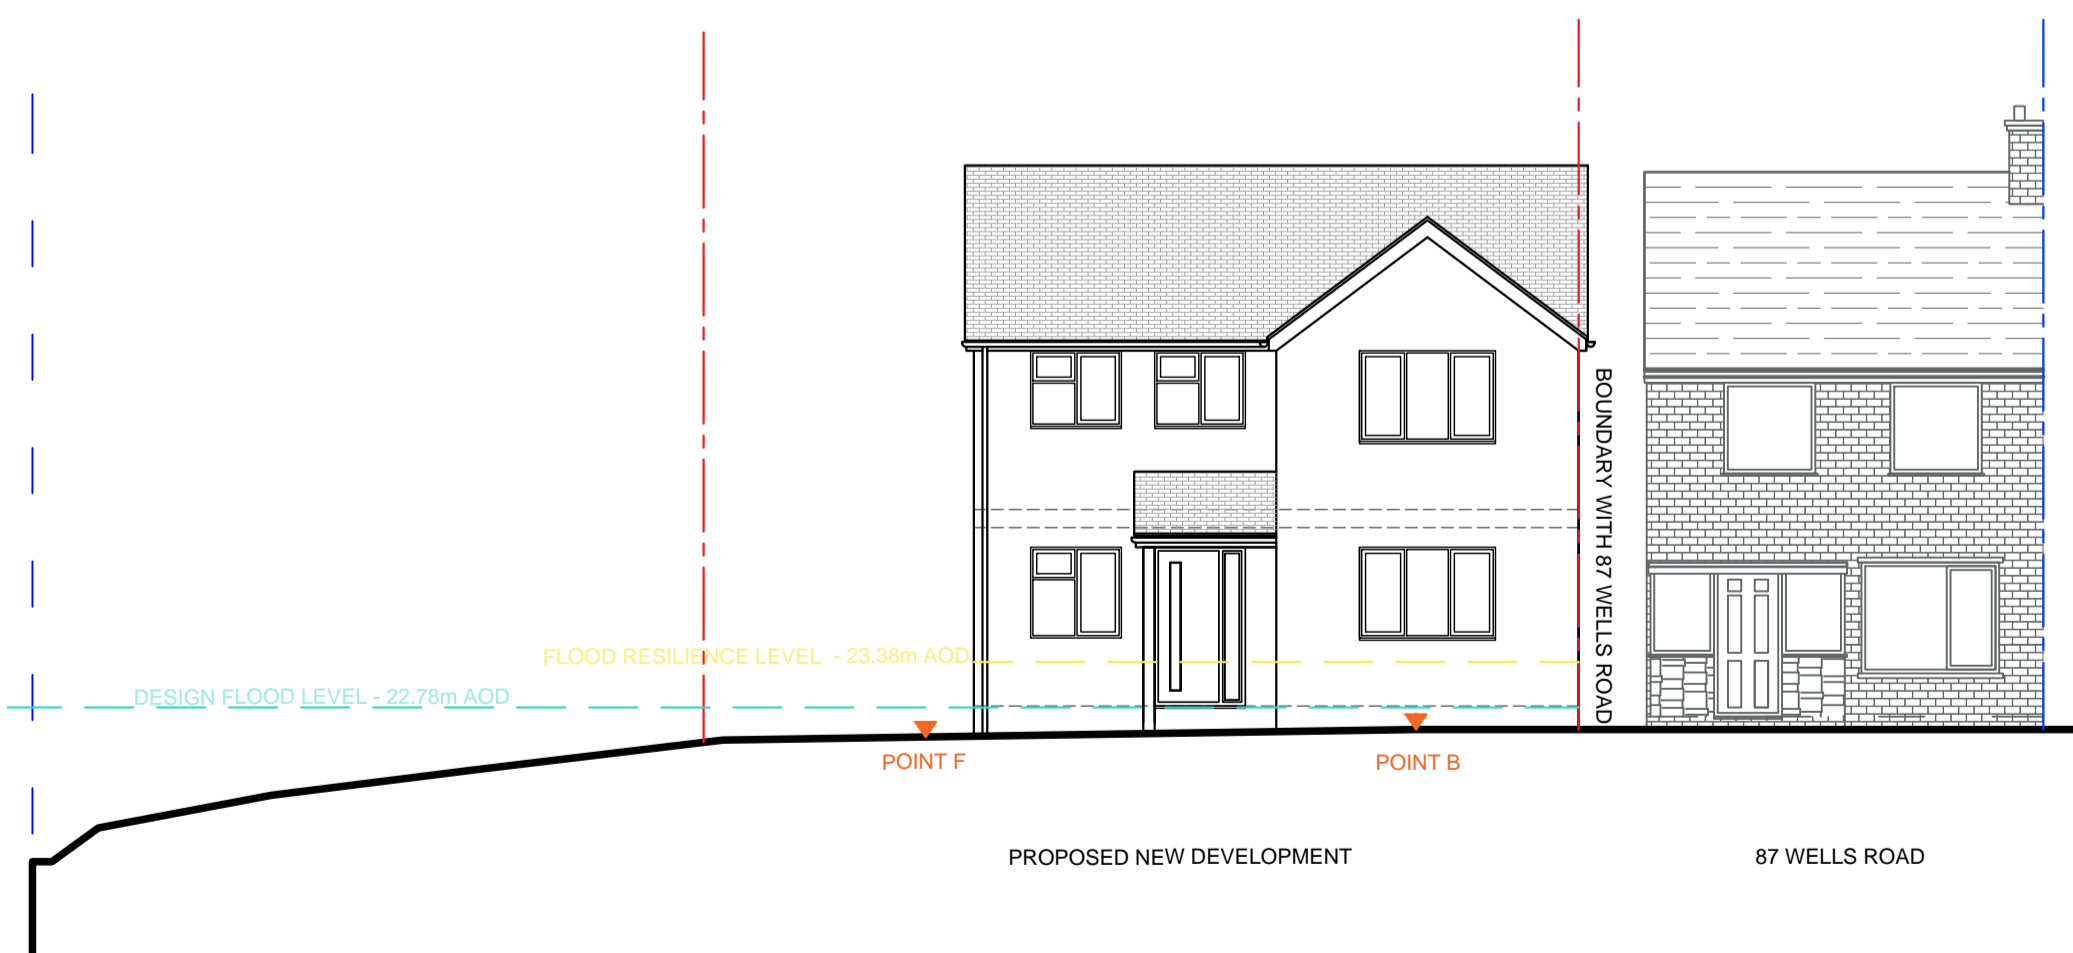 BOUNDARY WITH 87 WELLS ROAD
FLOOD RESILIENCE LEVEL - 23.38m AOD
DESIGN FLOOD LEVEL - 22.78m AOD
POINT F
POINT B
PROPOSED NEW DEVELOPMENT
87 WELLS ROAD